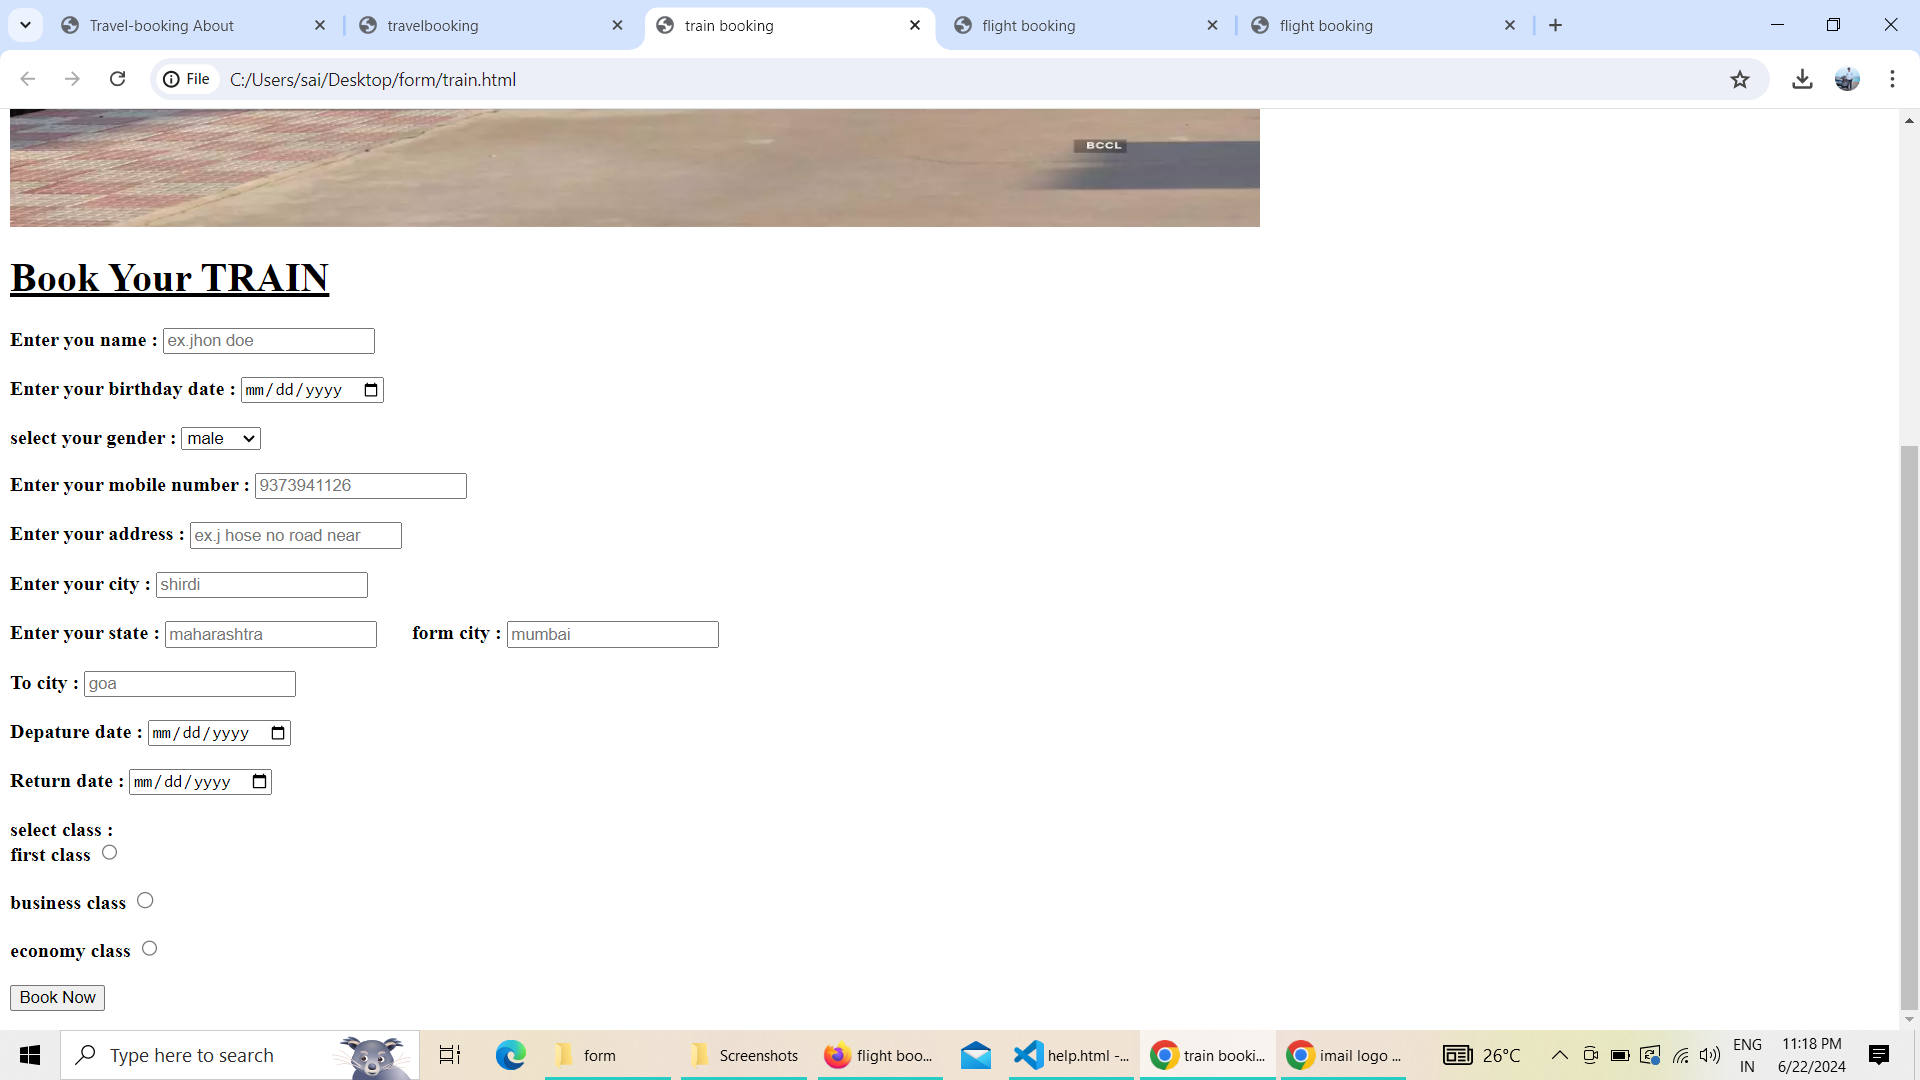 Travel-booking About
travelbooking
train booking
flight booking
flight booking
File
C:/Users/sai/Desktop/form/train.html
BCCL
Book Your TRAIN
Enter you name : ex.jhon doe
Enter your birthday date : mm/dd/yyyy
select your gender : male
Enter your mobile number : 9373941126
Enter your address : ex.j hose no road near
Enter your city : shirdi
Enter your state : maharashtra form city : mumbai
To city : goa
Depature date : mm/dd/yyyy
Return date : mm/dd/yyyy
select class :
first class
business class
economy class
Book Now
Type here to search
form
Screenshots
flight boo...
help.html -...
train booki...
imail logo ...
26°C
ENG
IN
11:18 PM
6/22/2024